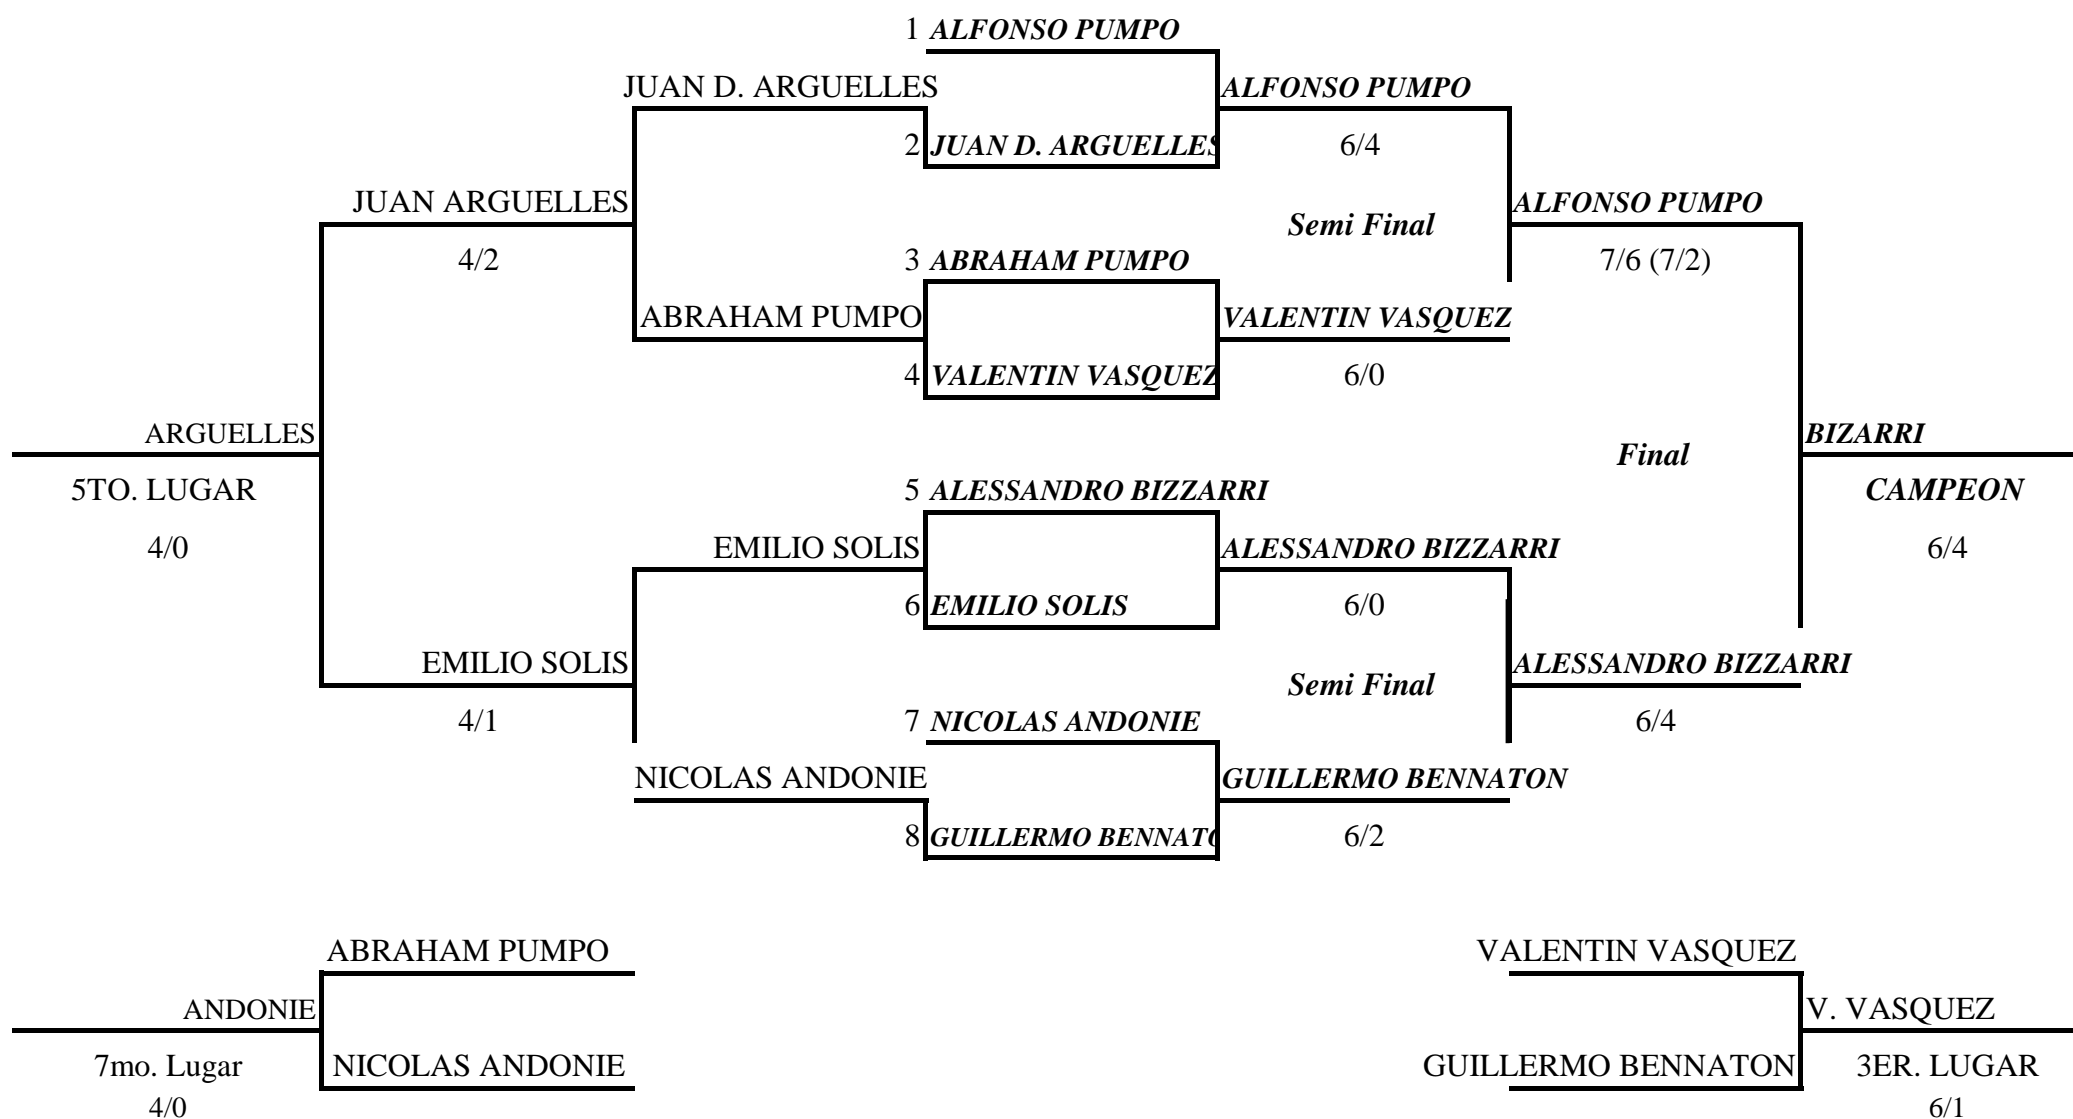 1 ALFONSO PUMPO
JUAN D. ARGUELLES ALFONSO PUMPO
2 JUAN D. ARGUELLES 6/4
JUAN ARGUELLES Semi Final ALFONSO PUMPO
4/2 3 ABRAHAM PUMPO 7/6 (7/2)
ABRAHAM PUMPO VALENTIN VASQUEZ
4 VALENTIN VASQUEZ 6/0
ARGUELLES Final BIZARRI
5TO. LUGAR 5 ALESSANDRO BIZZARRI CAMPEON
4/0 EMILIO SOLIS ALESSANDRO BIZZARRI 6/4
6 EMILIO SOLIS 6/0
EMILIO SOLIS Semi Final ALESSANDRO BIZZARRI
4/1 7 NICOLAS ANDONIE 6/4
NICOLAS ANDONIE GUILLERMO BENNATON
8 GUILLERMO BENNATO 6/2
ABRAHAM PUMPO VALENTIN VASQUEZ
ANDONIE V. VASQUEZ
7mo. Lugar NICOLAS ANDONIE GUILLERMO BENNATON 3ER. LUGAR
4/0 6/1